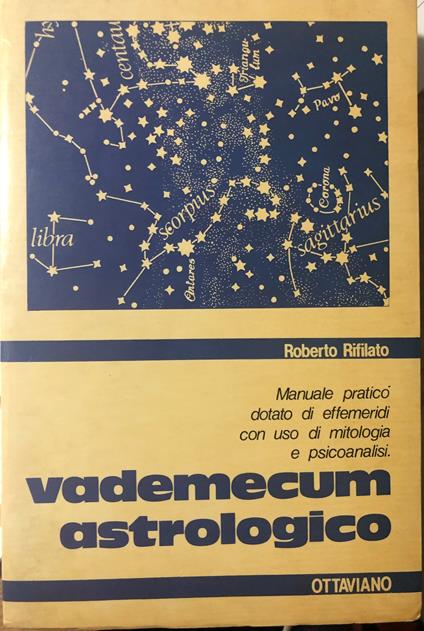 centau
Triangu
lum
Pavo
Corona
scorpius
sagittarius
libra
Antares
Roberto Rifilato
Manuale pratico
dotato di effemeridi
con uso di mitologia
e psicoanalisi.
vademecum
astrologico
OTTAVIANO